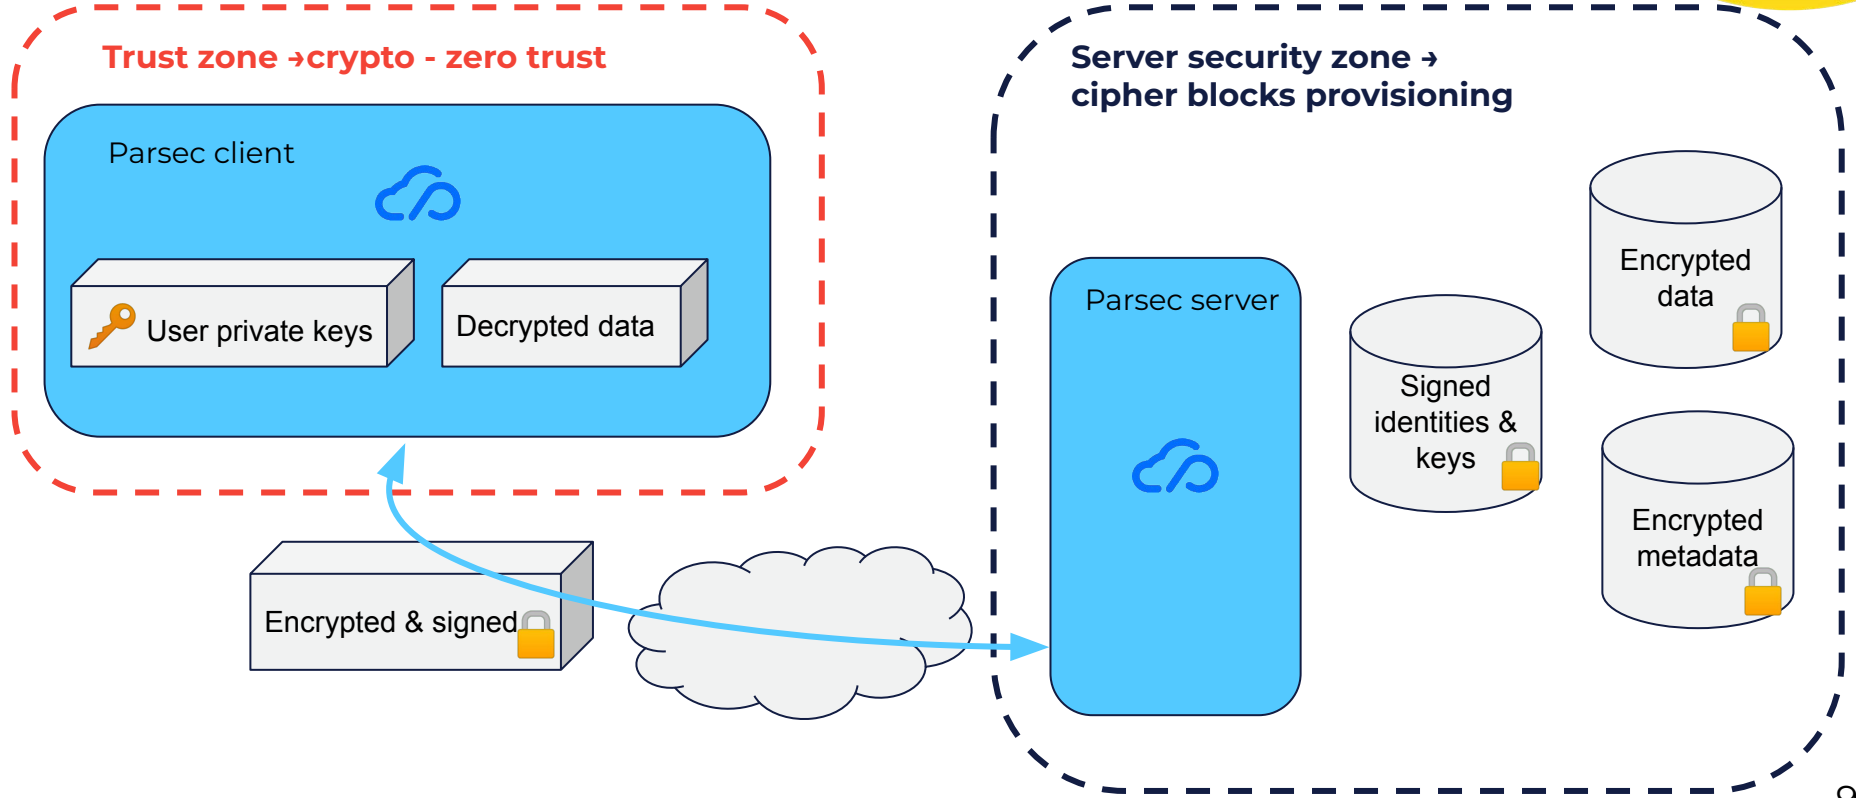 Trust zone →crypto - zero trust
Parsec client
User private keys
Decrypted data
Encrypted & signed
Server security zone →
cipher blocks provisioning
Parsec server
Signed
identities &
keys
Encrypted
data
Encrypted
metadata